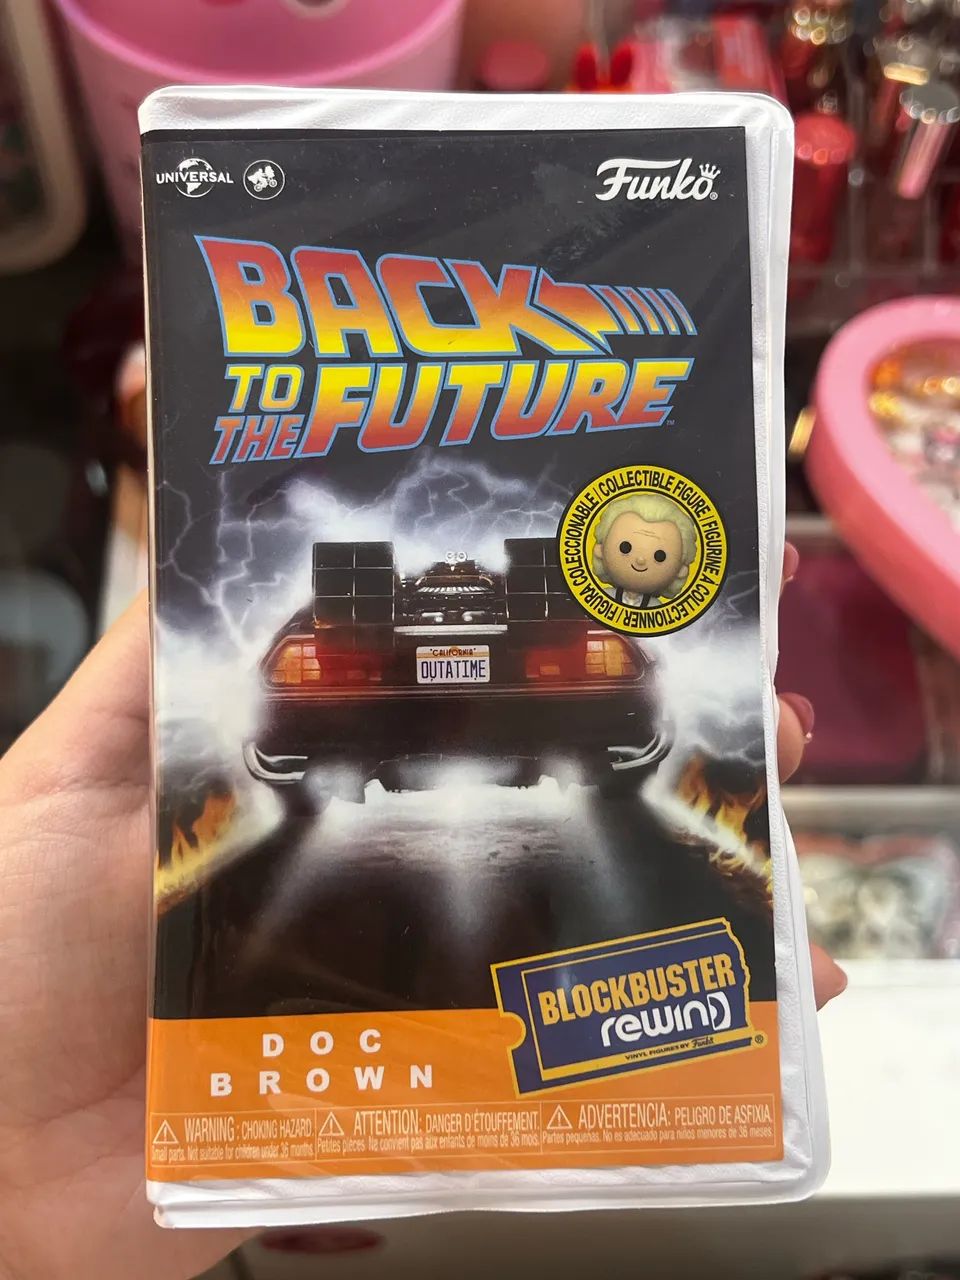 UNIVERSAL
Funko®
BACK
TO
THE FUTURE™
FIGURA COLECCIONABLE / COLLECTIBLE FIGURE / FIGURINE À COLLECTIONNER /
CALIFORNIA
OUTATIME
BLOCKBUSTER
rewind
VINYL FIGURES BY Funko ®
DOC
BROWN
WARNING: CHOKING HAZARD.
Small parts. Not suitable for children under 36 months.
ATTENTION: DANGER D'ÉTOUFFEMENT.
Petites pièces. Ne convient pas aux enfants de moins de 36 mois.
ADVERTENCIA: PELIGRO DE ASFIXIA.
Partes pequeñas. No es adecuado para niños menores de 36 meses.